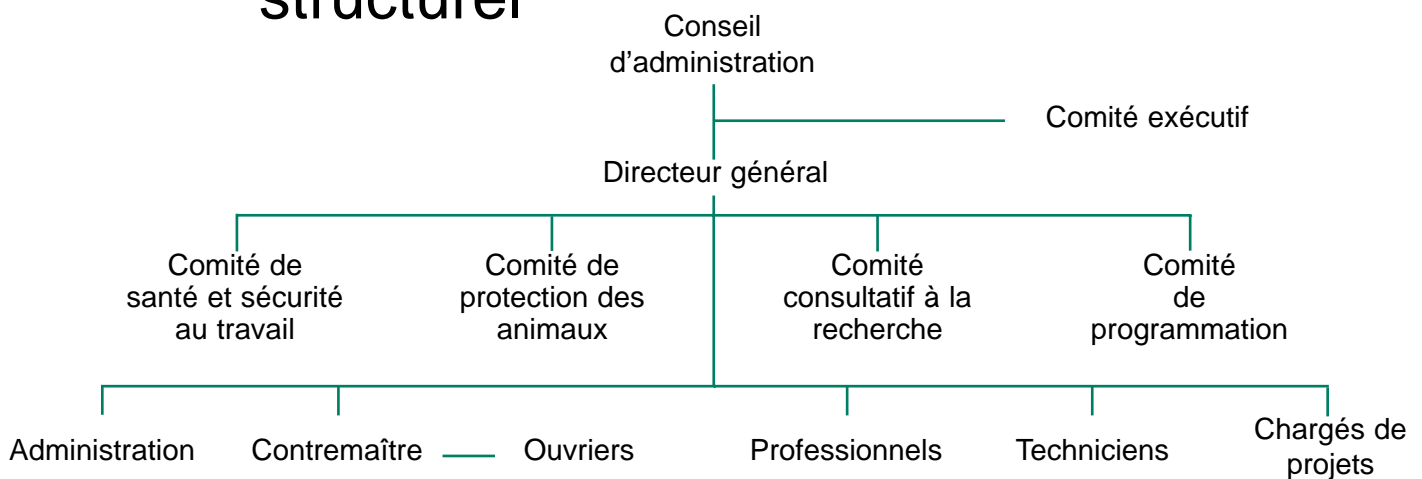 structurel
Conseil
d’administration
Comité exécutif
Directeur général
Comité de
santé et sécurité
au travail
Comité de
protection des
animaux
Comité
consultatif à la
recherche
Comité
de
programmation
Administration
Contremaître
Ouvriers
Professionnels
Techniciens
Chargés de
projets